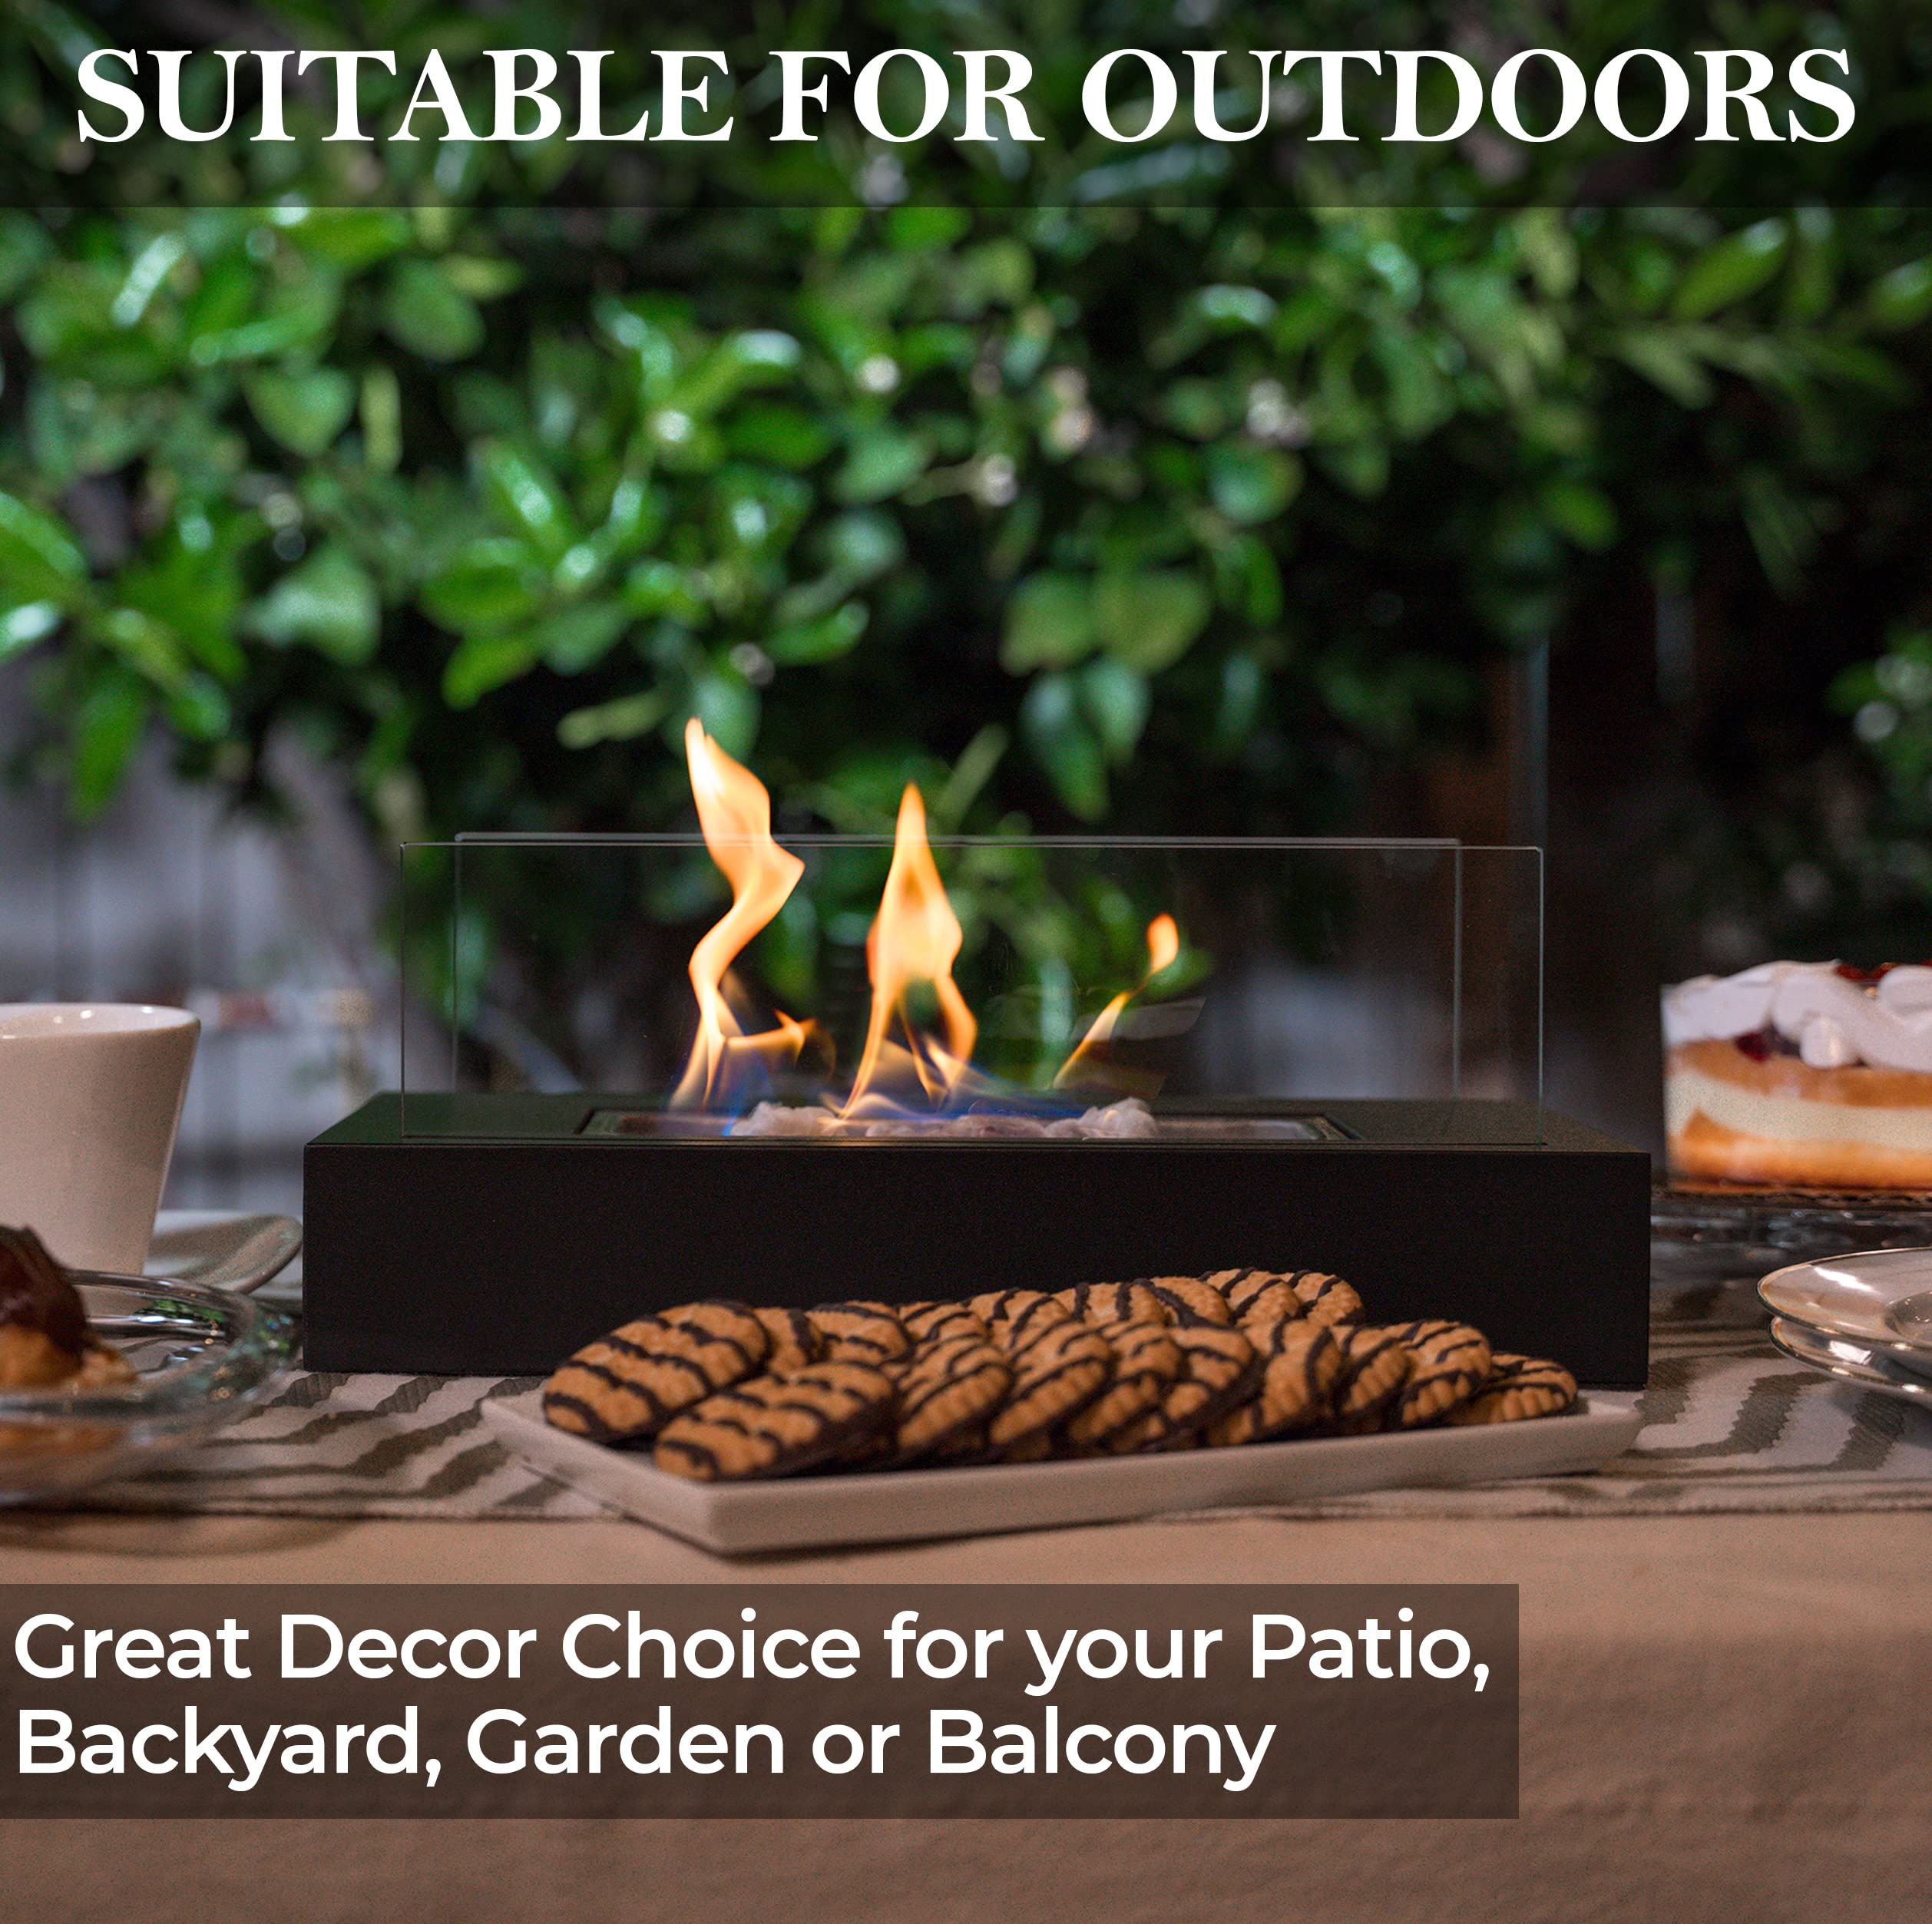 SUITABLE FOR OUTDOORS
Great Decor Choice for your Patio,
Backyard, Garden or Balcony